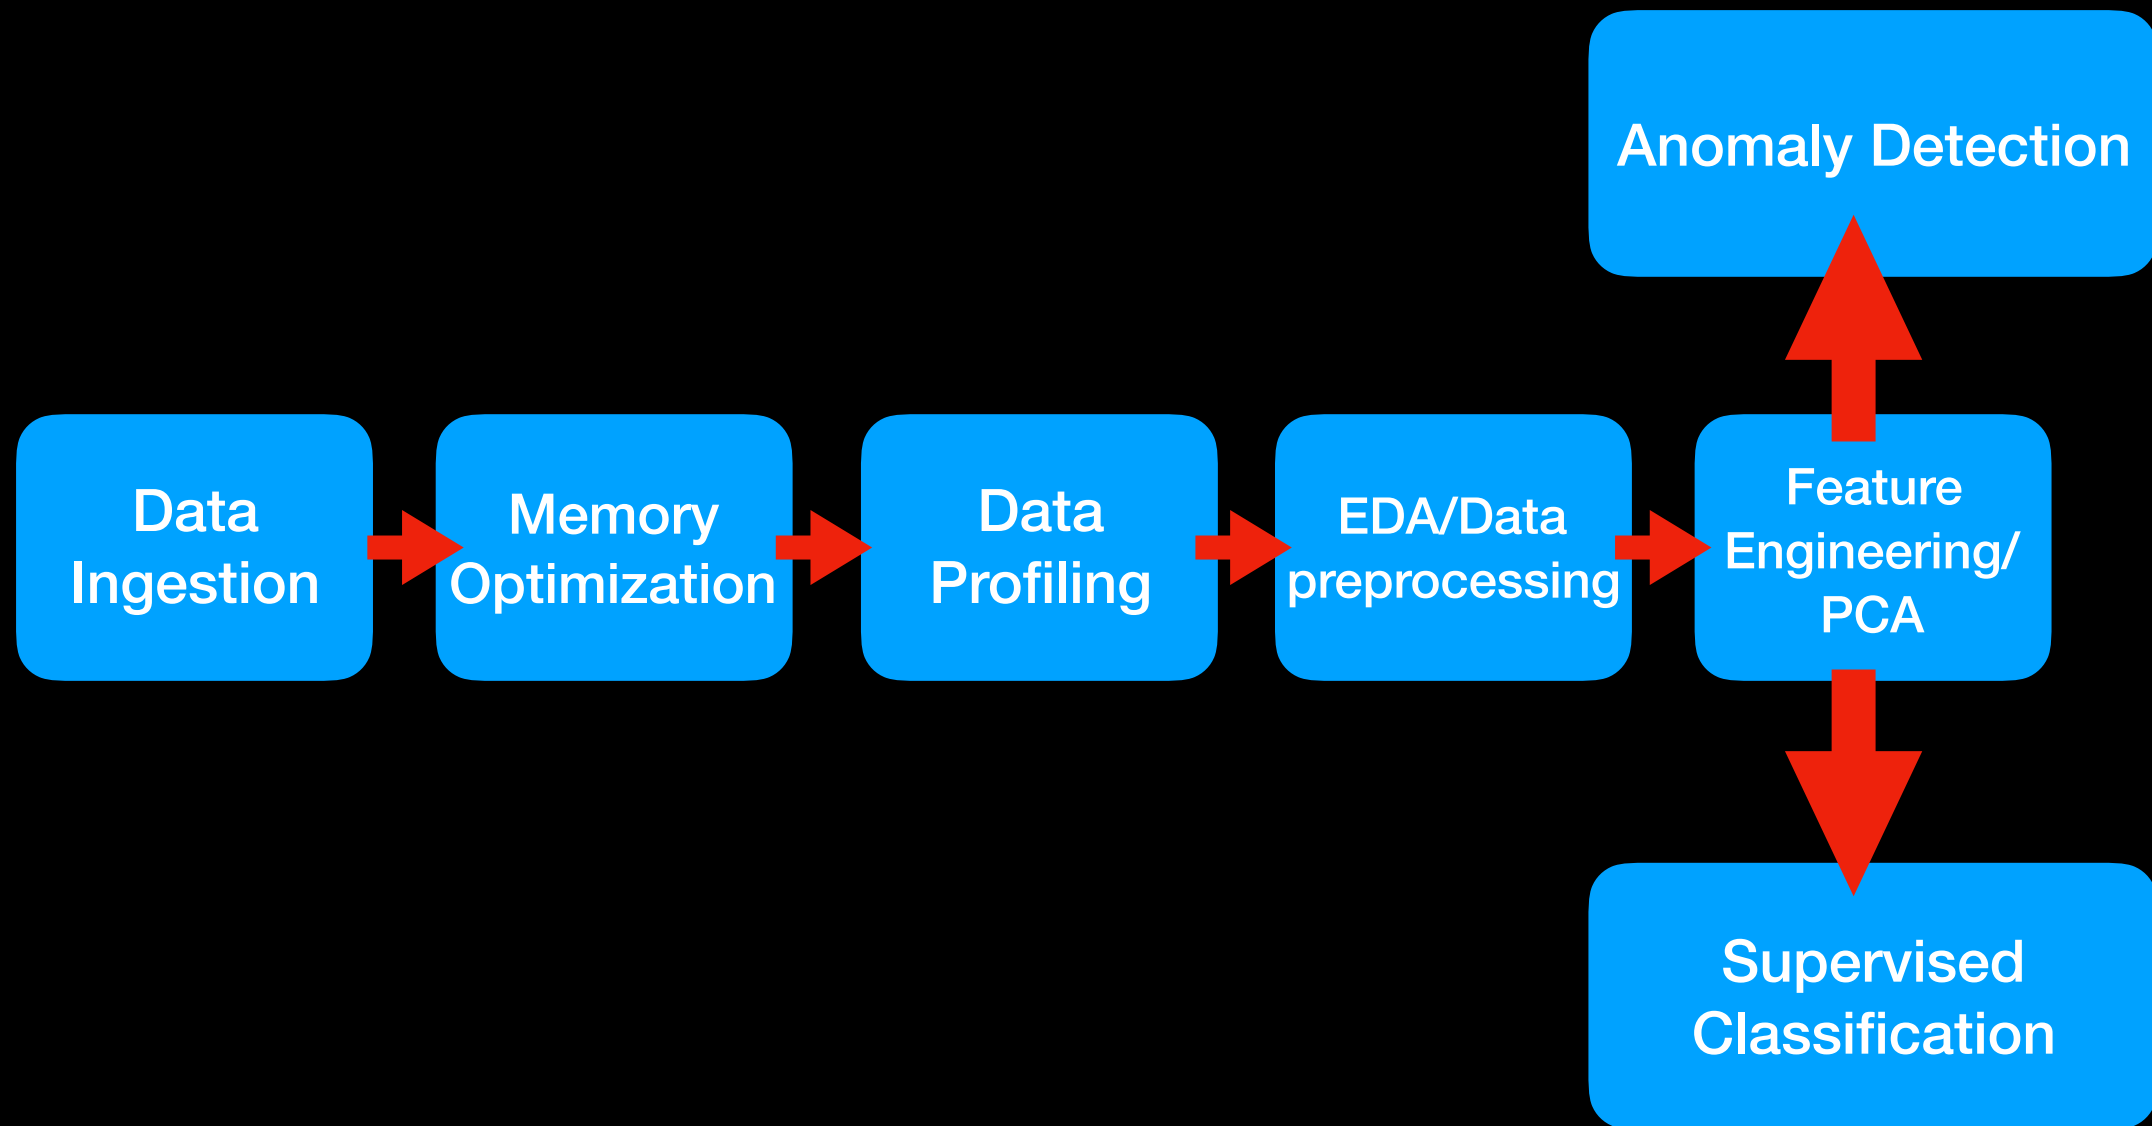 Anomaly Detection
Data
Ingestion
Memory
Optimization
Data
Profiling
EDA/Data
preprocessing
Feature
Engineering/
PCA
Supervised
Classification